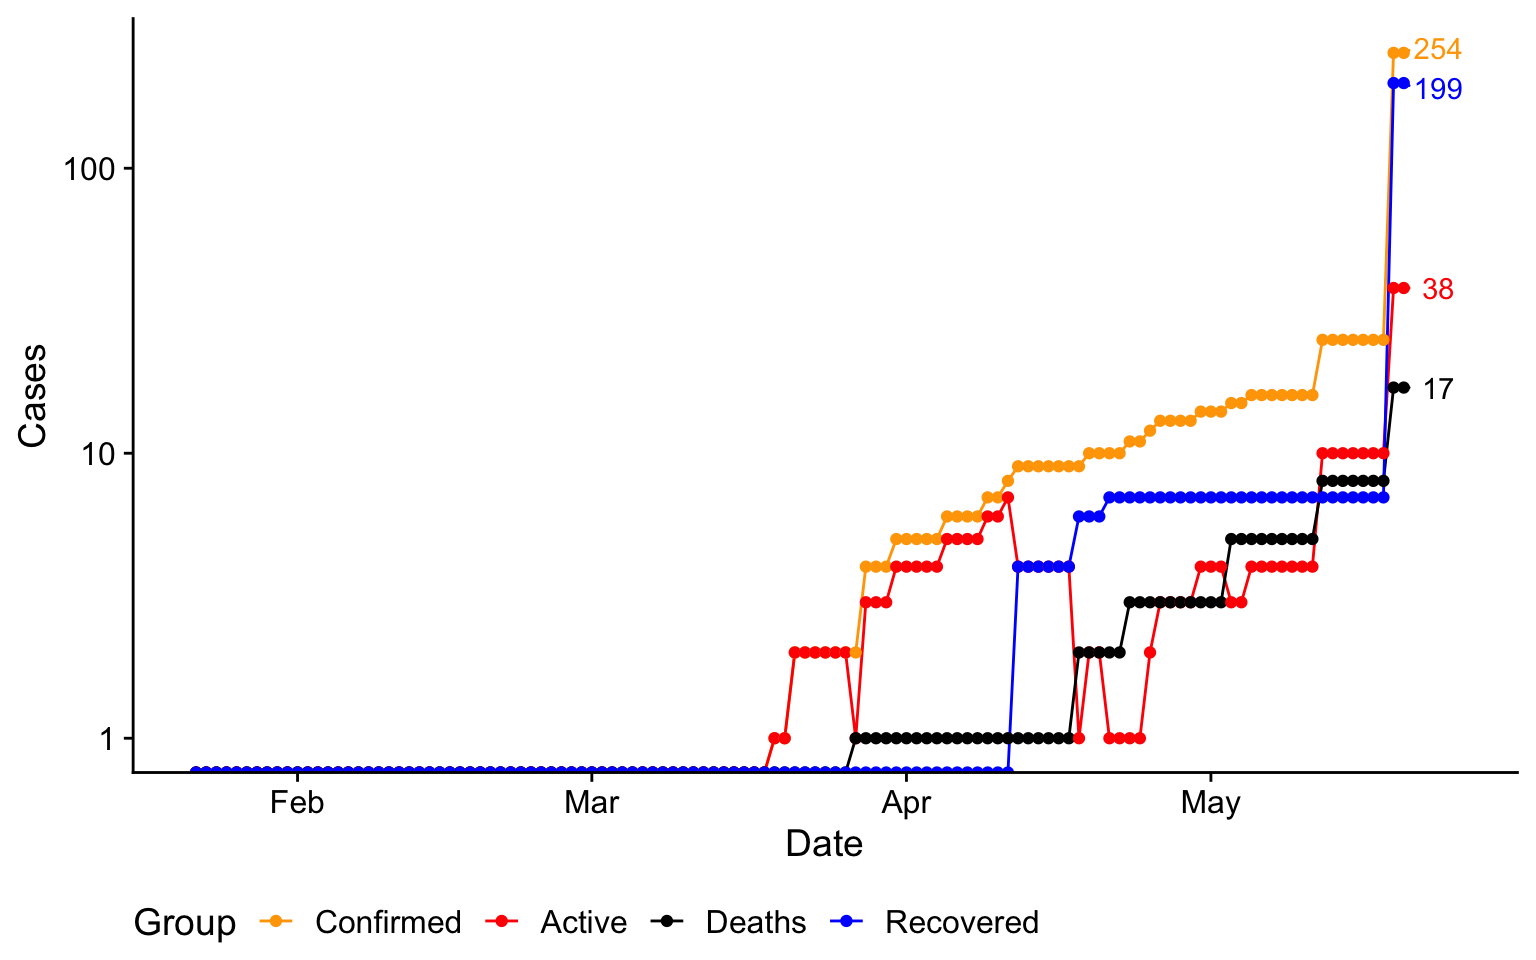 254
199
100
38
17
10
1
Cases
Feb Mar Apr May
Date
Group Confirmed Active Deaths Recovered